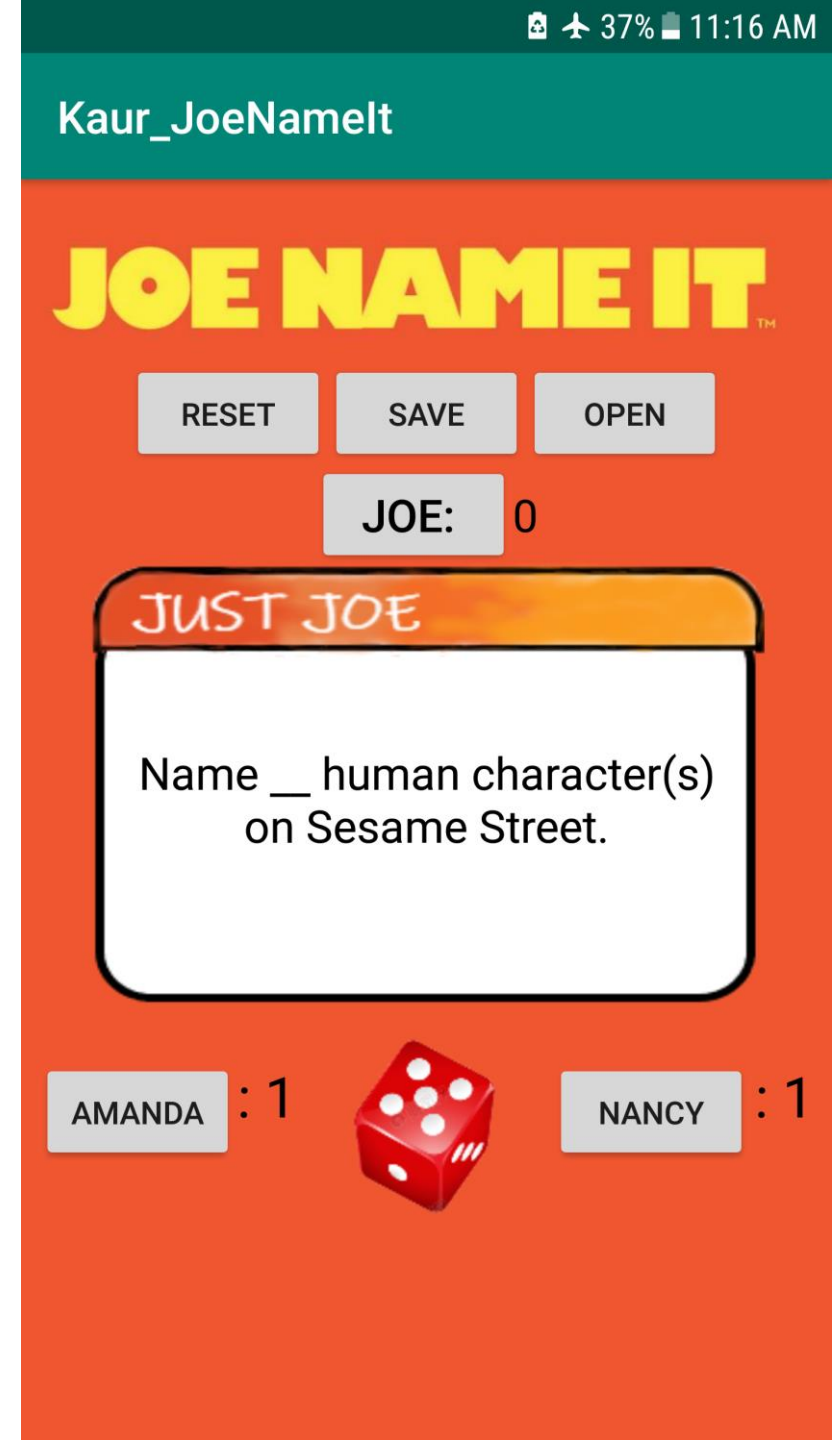 37% 11:16 AM
Kaur_JoeNameIt
JOE NAME IT TM
RESET SAVE OPEN
JOE: 0
JUST JOE
Name __ human character(s)
on Sesame Street.
AMANDA : 1 NANCY : 1